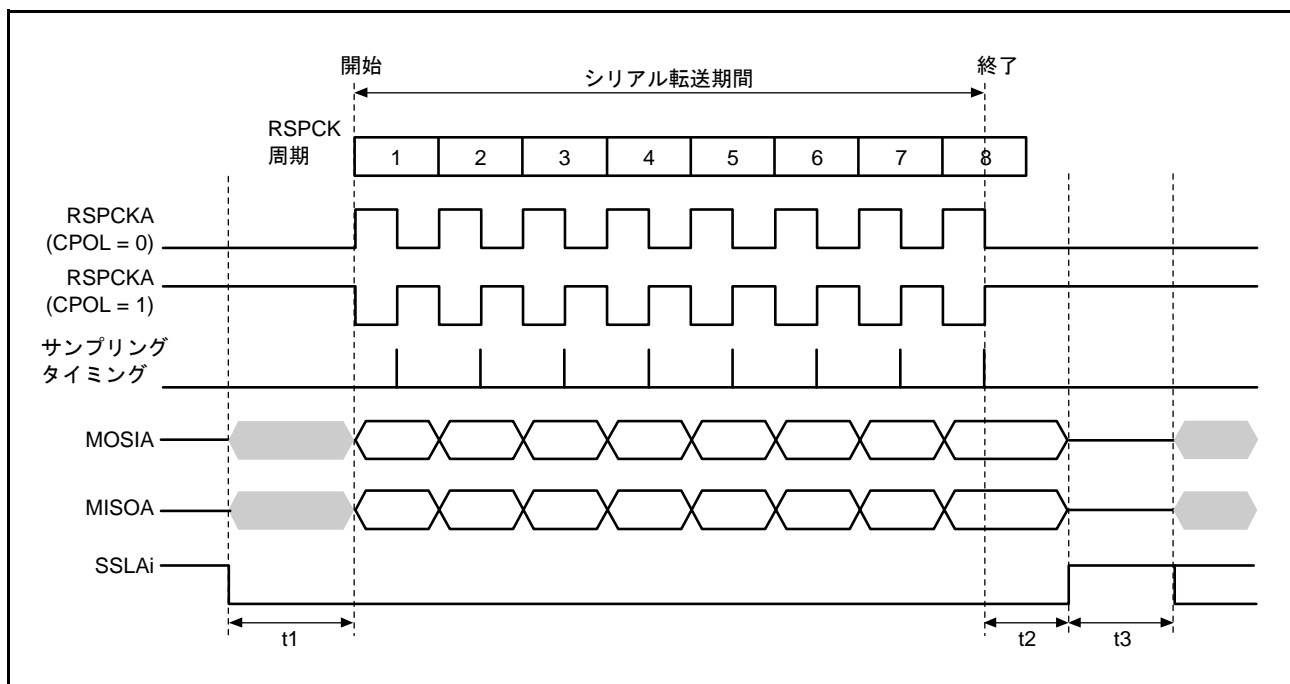 開始
シリアル転送期間
終了
RSPCK
周期
1 2 3 4 5 6 7 8
RSPCKA
(CPOL = 0)
RSPCKA
(CPOL = 1)
サンプリング
タイミング
MOSIA
MISOA
SSLAi
t1
t2
t3